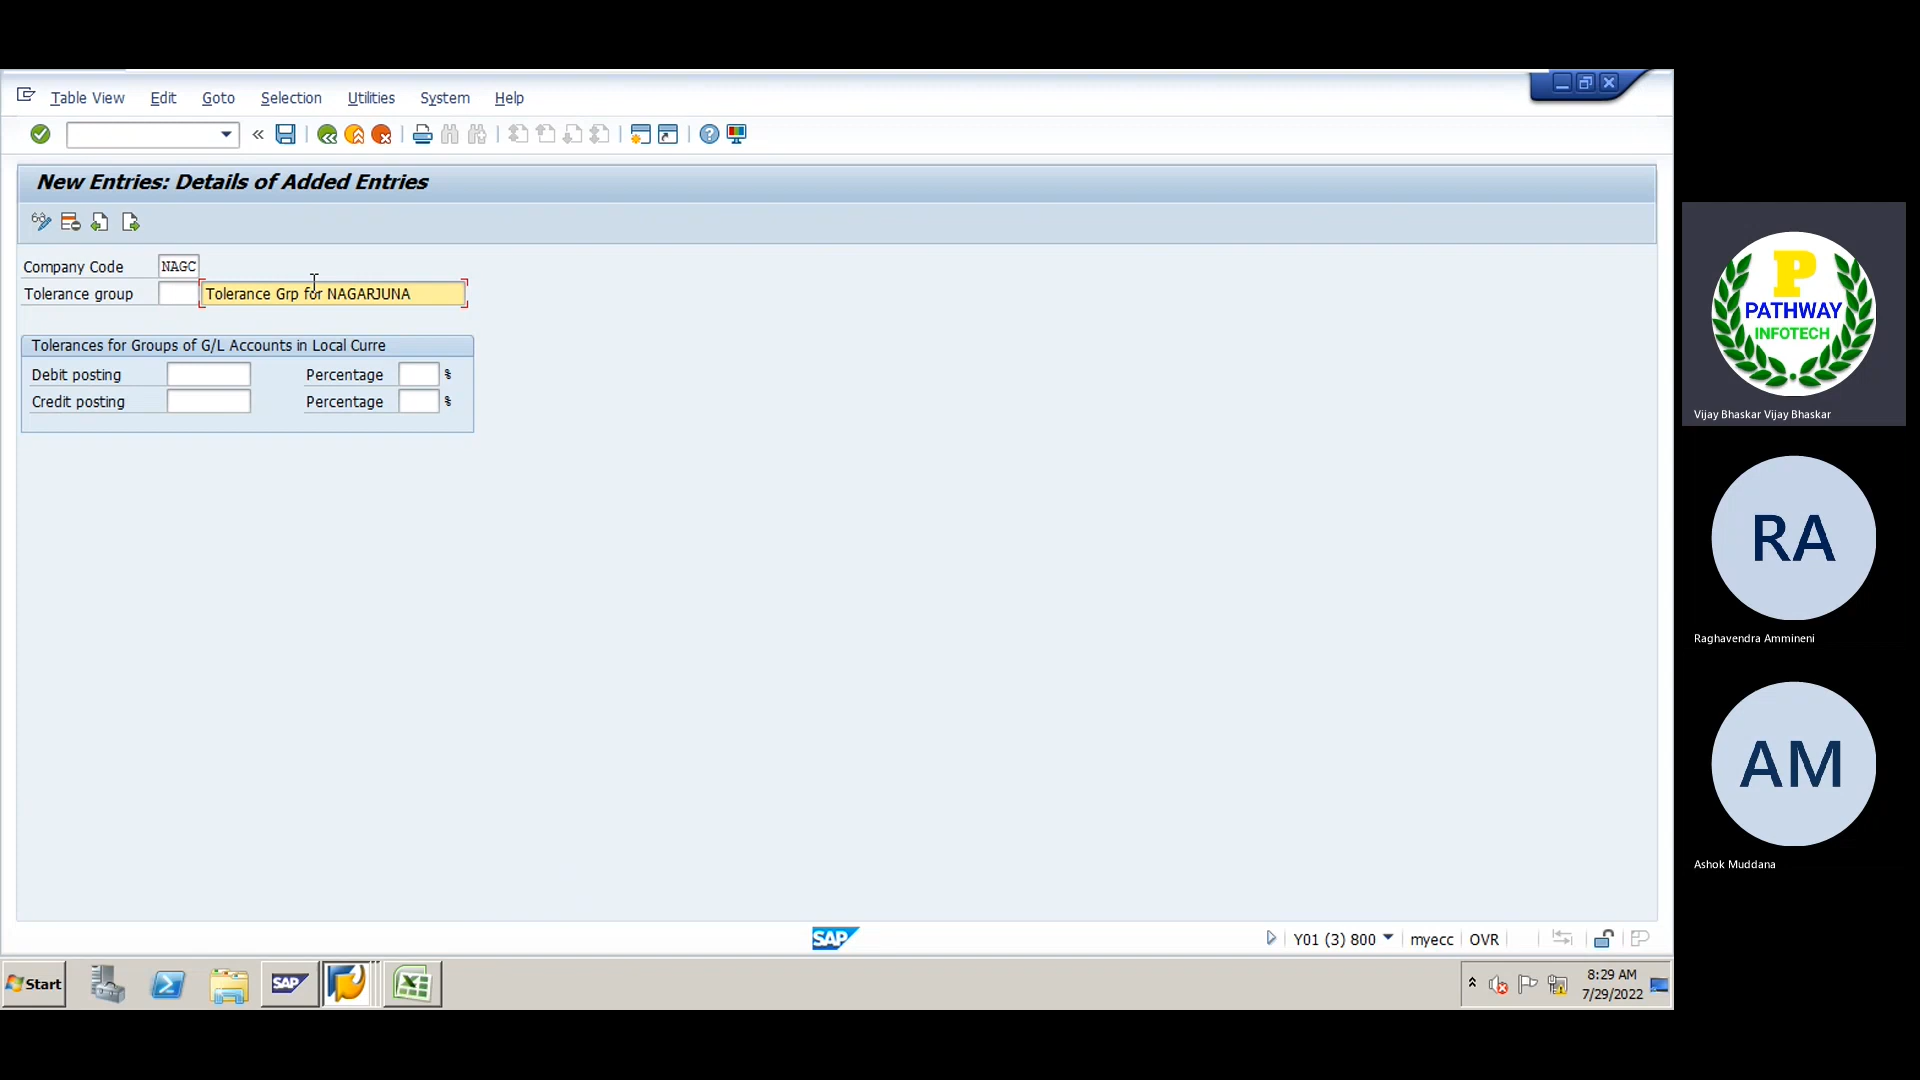 Table View Edit Goto Selection Utilities System Help
New Entries: Details of Added Entries
Company Code NAGC
Tolerance group Tolerance Grp for NAGARJUNA
Tolerances for Groups of G/L Accounts in Local Curre
Debit posting Percentage %
Credit posting Percentage %
SAP Y01 (3) 800 myecc OVR
Start SAP
8:29 AM
7/29/2022
P
PATHWAY
INFOTECH
Vijay Bhaskar Vijay Bhaskar
RA
Raghavendra Ammineni
AM
Ashok Muddana